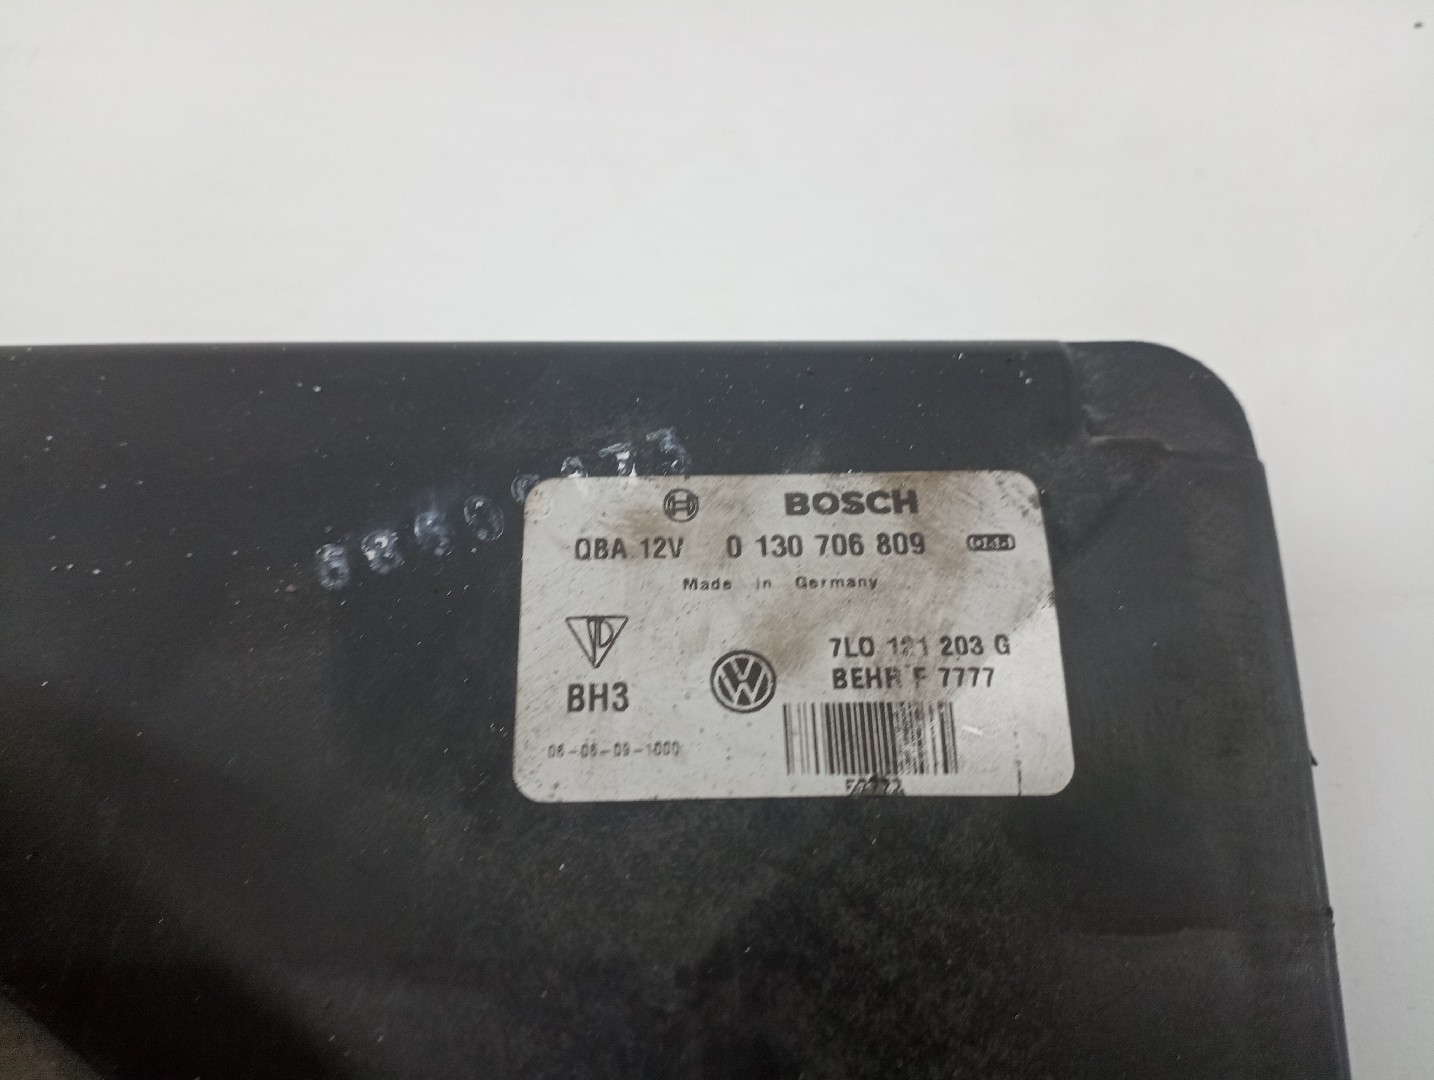 BOSCH
QBA 12V 0 130 706 809
Made in Germany
7L0 121 203 G
BEHR F 7777
BH3
06-06-09-1000